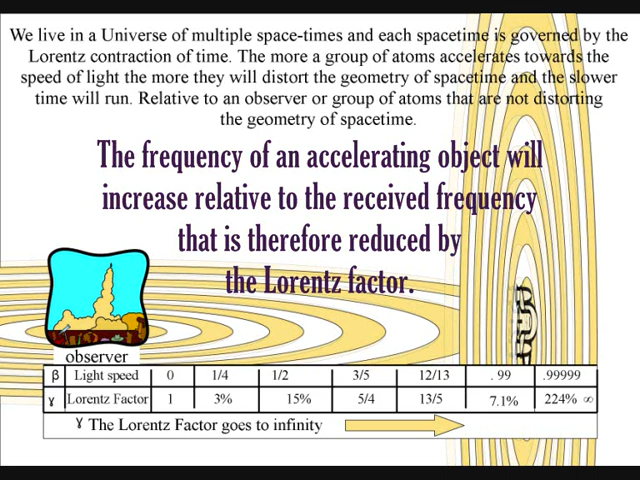 We live in a Universe of multiple space-times and each spacetime is governed by the
Lorentz contraction of time. The more a group of atoms accelerates towards the
speed of light the more they will distort the geometry of spacetime and the slower
time will run. Relative to an observer or group of atoms that are not distorting
the geometry of spacetime.
The frequency of an accelerating object will
increase relative to the received frequency
that is therefore reduced by
the Lorentz factor.
observer
β Light speed 0 1/4 1/2 3/5 12/13 .99 .99999
γ Lorentz Factor 1 3% 15% 5/4 13/5 7.1% 224% ∞
γ The Lorentz Factor goes to infinity